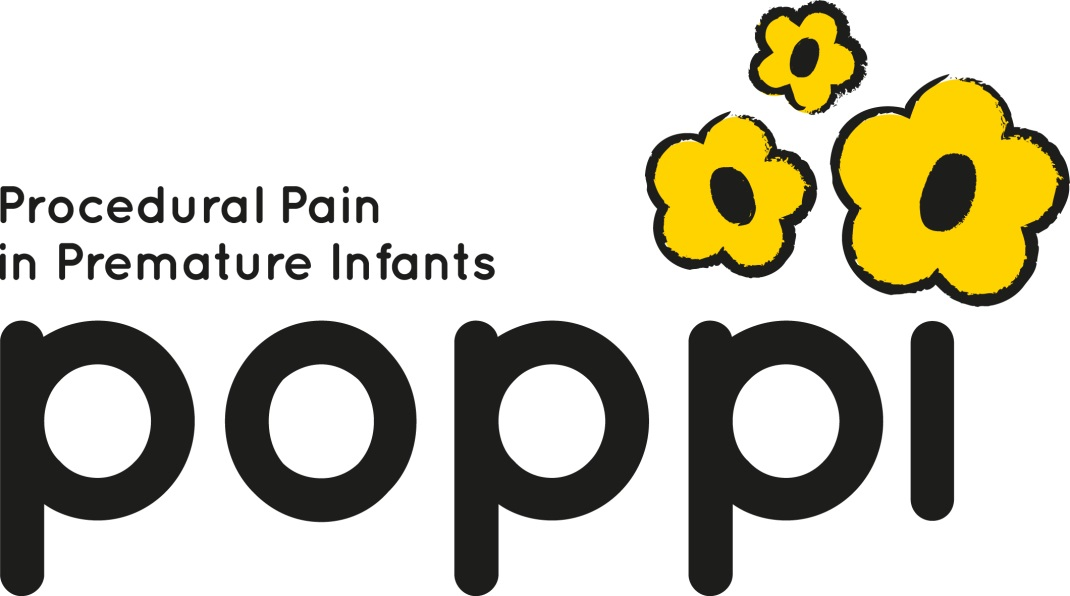 Procedural Pain
in Premature Infants
poppi